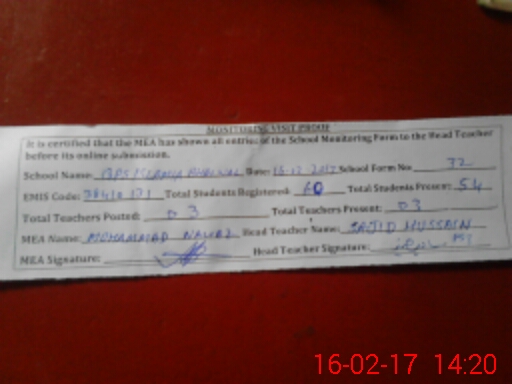 MONITORING VISIT PROOF
It is certified that the MEA has shown all entries of the School Monitoring Form to the Head Teacher
before its online submission.
School Name: GPS Date: 16-02-2017 School Form No: 72
EMIS Code: Total Students Registered: 60 Total Students Present: 54
Total Teachers Posted: 03 Total Teachers Present: 03
MEA Name: MOHAMMAD NAWAZ Head Teacher Name: SAJID HUSSAIN
MEA Signature: Head Teacher Signature:
16-02-17 14:20